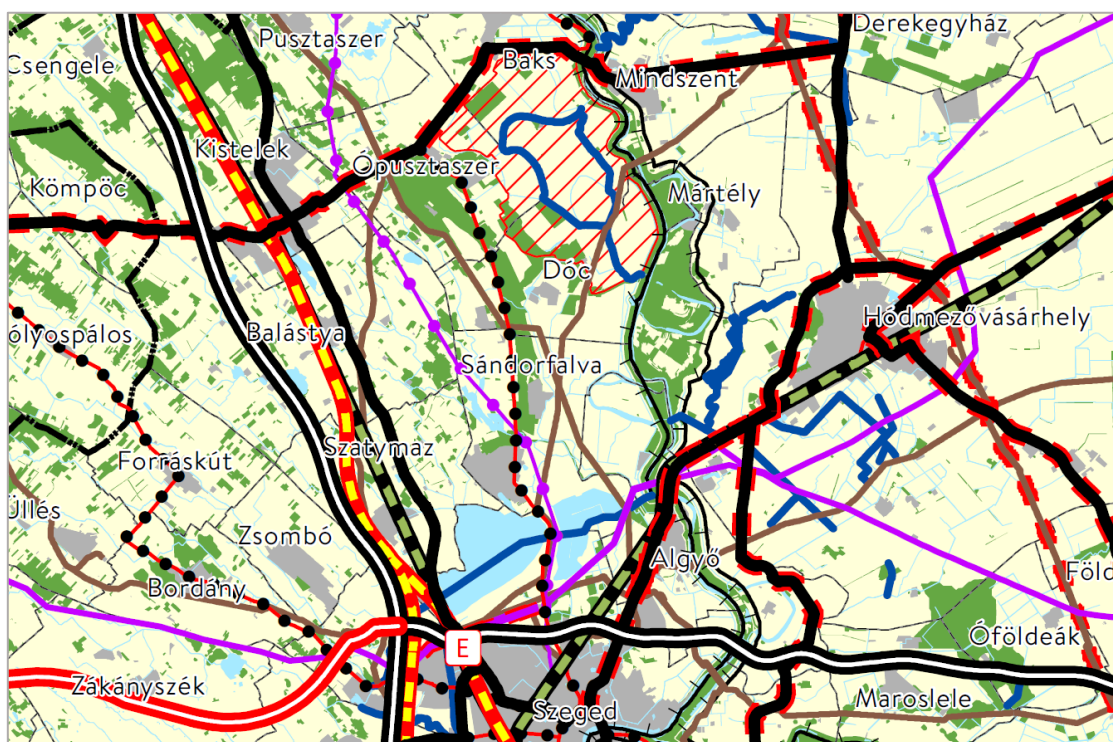 Derekegyház
Pusztaszer
Baks
Csengele
Mindszent
Kistelek
Ópusztaszer
Kömpöc
Mártély
Dóc
Hódmezővásárhely
Balástya
ólyospálos
Sándorfalva
Szatymaz
Forráskút
Üllés
Zsombó
Algyő
Föld
Bordány
Óföldeák
E
Zákányszék
Maroslele
Szeged